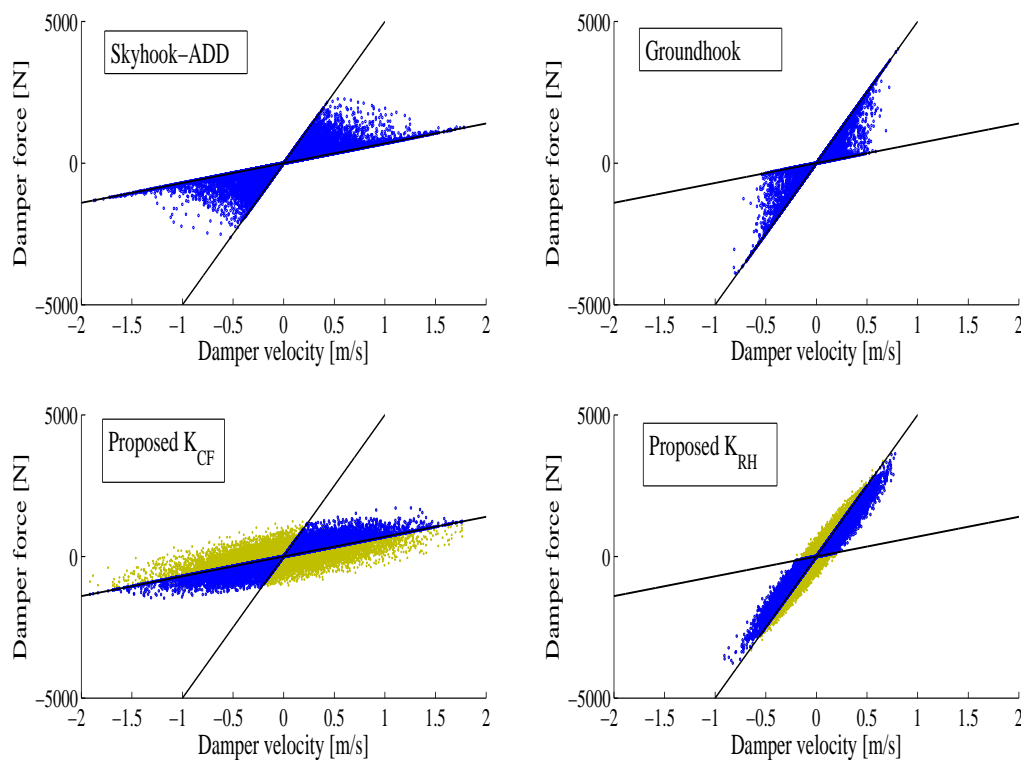 5000
Skyhook-ADD
0
-5000
Damper force [N]
-2 -1.5 -1 -0.5 0 0.5 1 1.5 2
Damper velocity [m/s]
5000
Groundhook
0
-5000
Damper force [N]
-2 -1.5 -1 -0.5 0 0.5 1 1.5 2
Damper velocity [m/s]
5000
Proposed K_CF
0
-5000
Damper force [N]
-2 -1.5 -1 -0.5 0 0.5 1 1.5 2
Damper velocity [m/s]
5000
Proposed K_RH
0
-5000
Damper force [N]
-2 -1.5 -1 -0.5 0 0.5 1 1.5 2
Damper velocity [m/s]